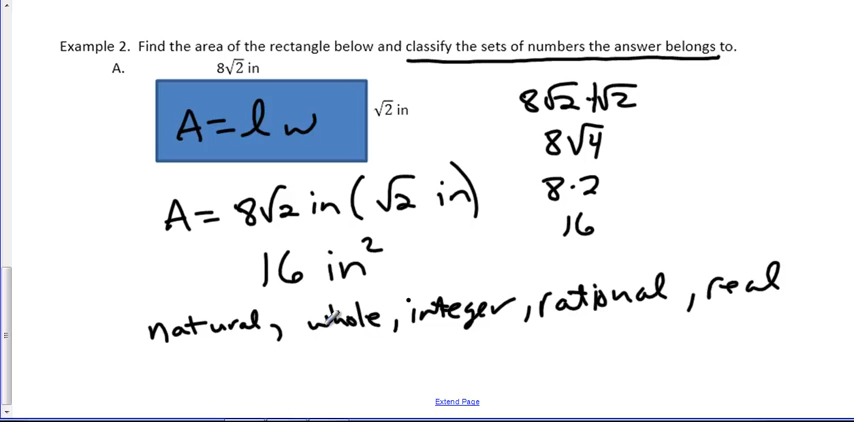 Example 2. Find the area of the rectangle below and classify the sets of numbers the answer belongs to.
A. 8√2 in
A = l w
√2 in
8√2 · √2
8√4
8·2
16
A = 8√2 in (√2 in)
16 in²
natural, whole, integer, rational, real
Extend Page